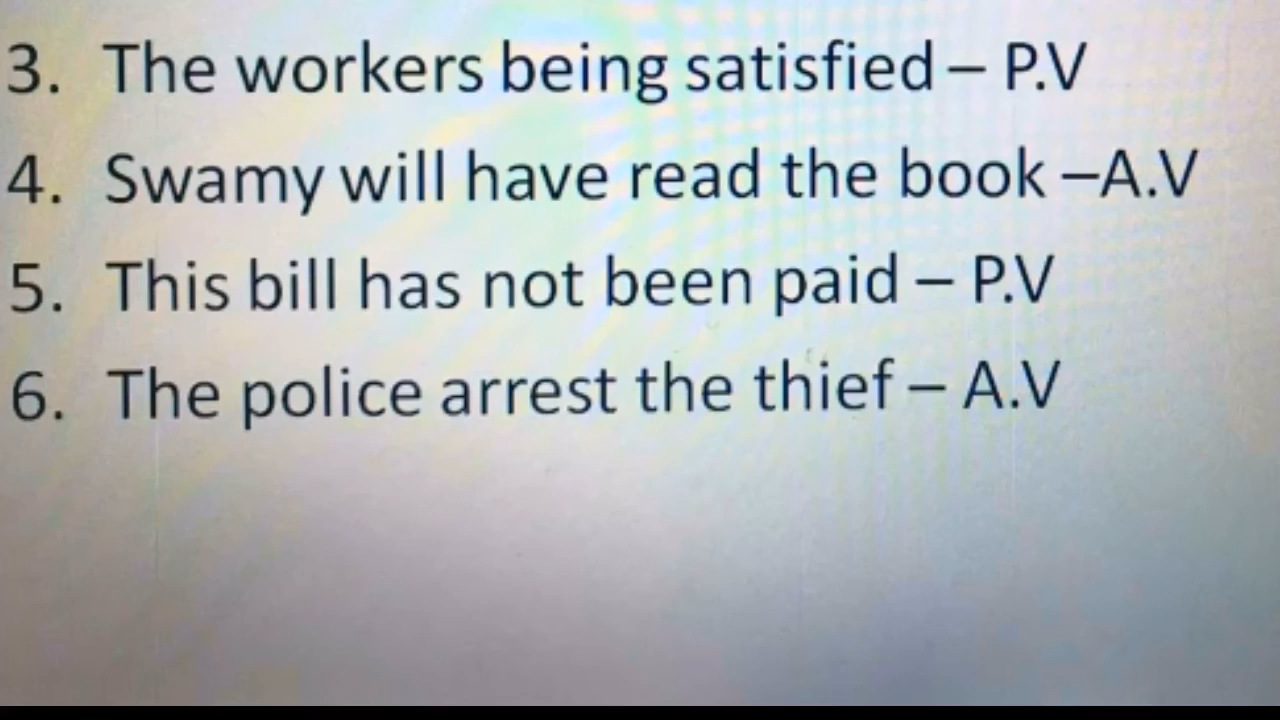 3. The workers being satisfied – P.V
4. Swamy will have read the book –A.V
5. This bill has not been paid – P.V
6. The police arrest the thief – A.V